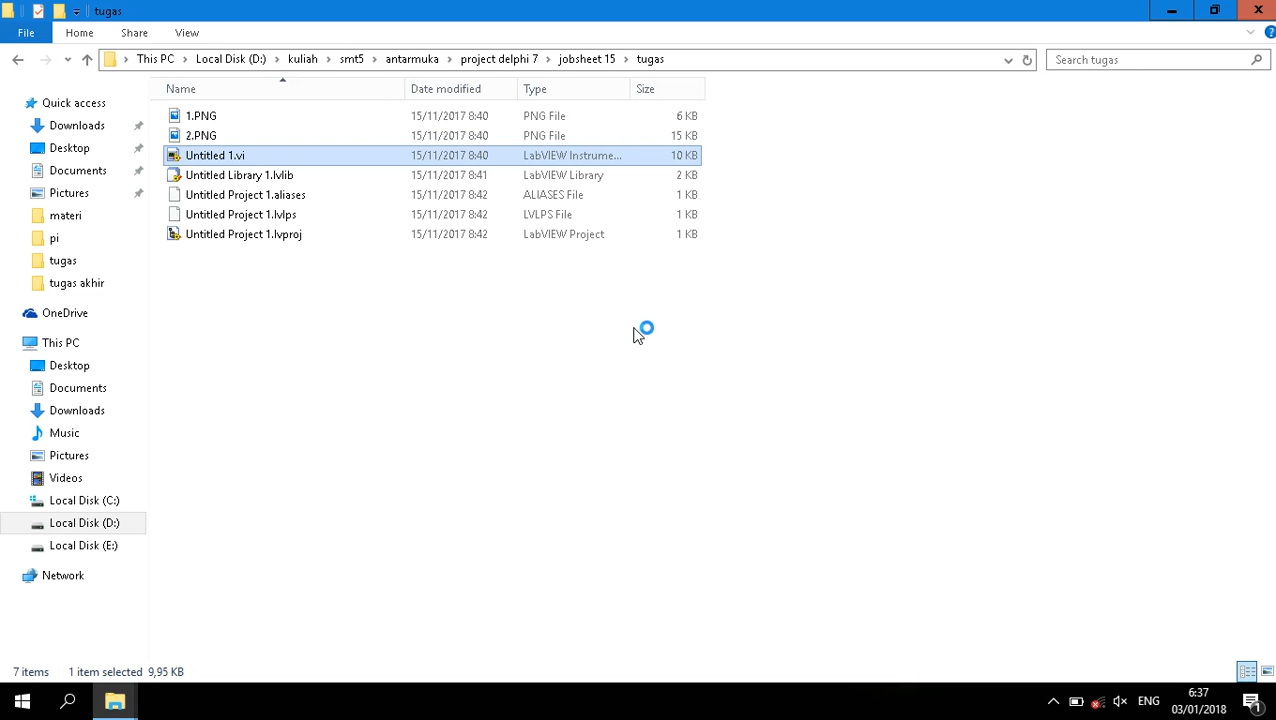 tugas
File Home Share View
This PC Local Disk (D:) kuliah smt5 antarmuka project delphi 7 jobsheet 15 tugas Search tugas
Name Date modified Type Size
Quick access
Downloads
Desktop
Documents
Pictures
materi
pi
tugas
tugas akhir
OneDrive
This PC
Desktop
Documents
Downloads
Music
Pictures
Videos
Local Disk (C:)
Local Disk (D:)
Local Disk (E:)
Network
1.PNG 15/11/2017 8:40 PNG File 6 KB
2.PNG 15/11/2017 8:40 PNG File 15 KB
Untitled 1.vi 15/11/2017 8:40 LabVIEW Instrume... 10 KB
Untitled Library 1.lvlib 15/11/2017 8:41 LabVIEW Library 2 KB
Untitled Project 1.aliases 15/11/2017 8:42 ALIASES File 1 KB
Untitled Project 1.lvlps 15/11/2017 8:42 LVLPS File 1 KB
Untitled Project 1.lvproj 15/11/2017 8:42 LabVIEW Project 1 KB
7 items 1 item selected 9,95 KB
ENG
6:37
03/01/2018
1